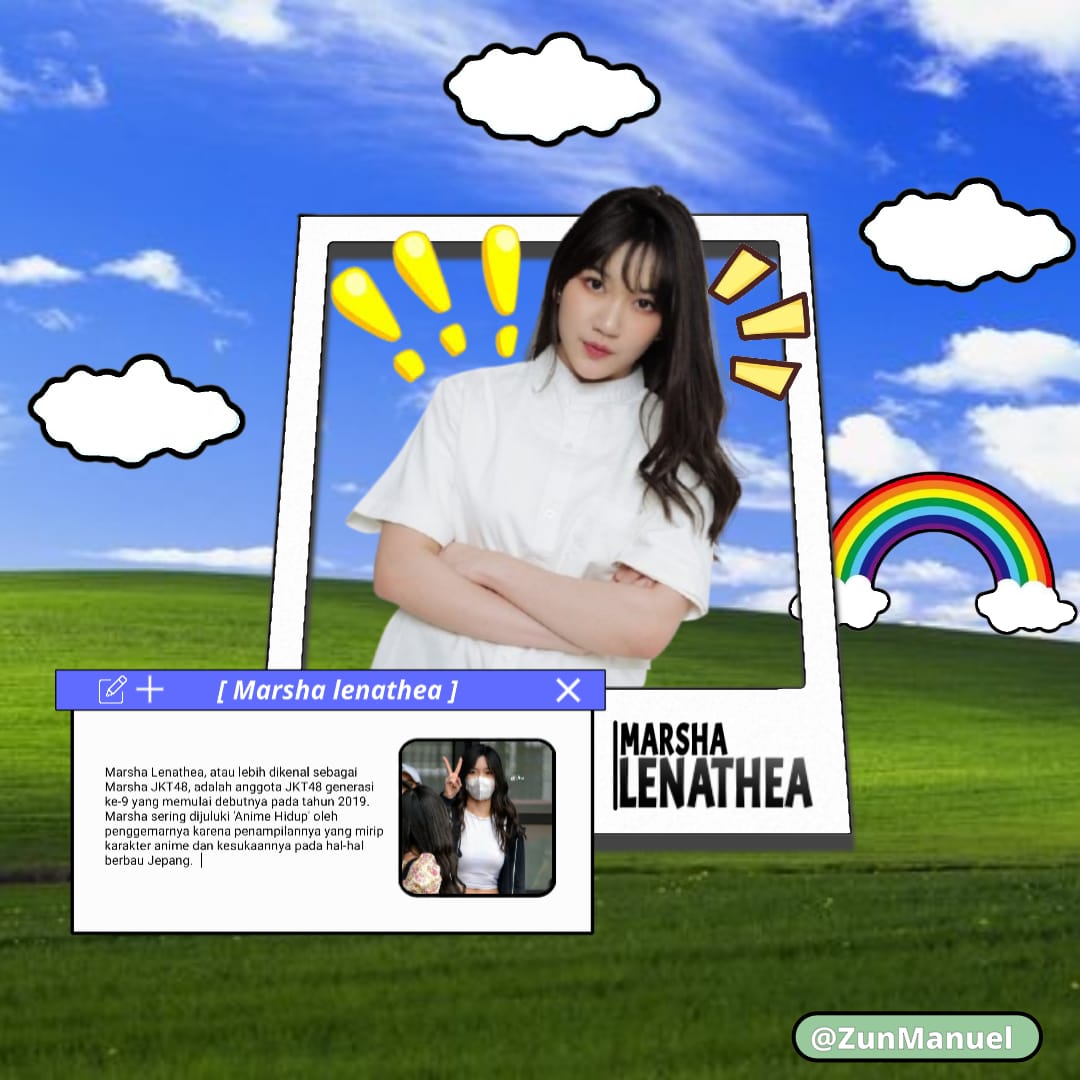 [ Marsha lenathea ]
MARSHA
LENATHEA
Marsha Lenathea, atau lebih dikenal sebagai
Marsha JKT48, adalah anggota JKT48 generasi
ke-9 yang memulai debutnya pada tahun 2019.
Marsha sering dijuluki 'Anime Hidup' oleh
penggemarnya karena penampilannya yang mirip
karakter anime dan kesukaannya pada hal-hal
berbau Jepang.
@ZunManuel